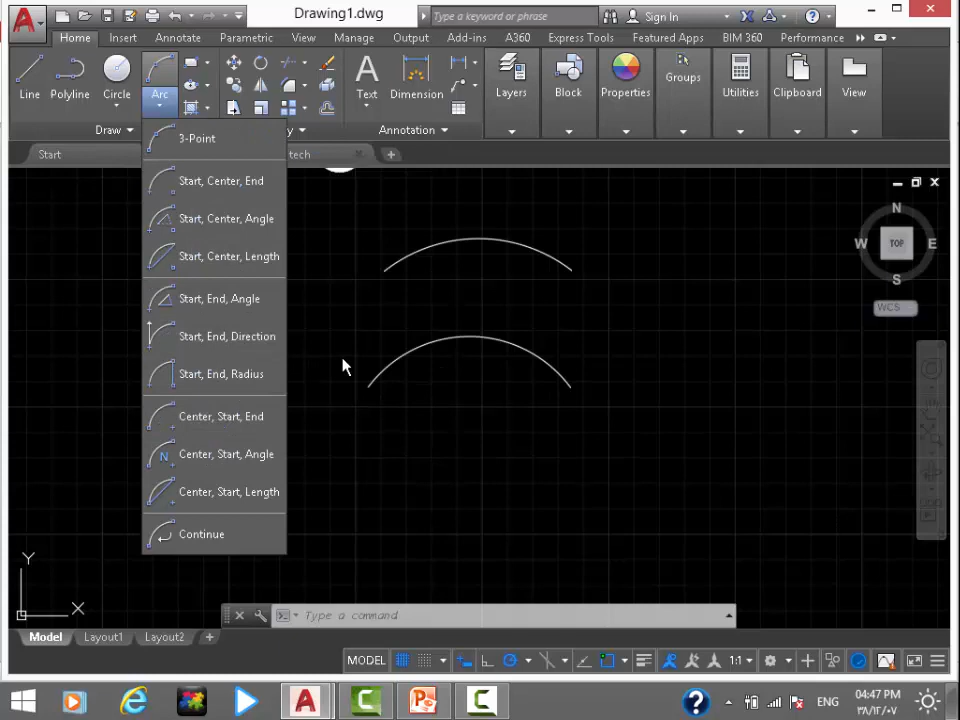 Drawing1.dwg
Type a keyword or phrase
Sign In
Home
Insert
Annotate
Parametric
View
Manage
Output
Add-ins
A360
Express Tools
Featured Apps
BIM 360
Performance
Line
Polyline
Circle
Arc
Text
Dimension
Layers
Block
Properties
Groups
Utilities
Clipboard
View
Draw
Annotation
Start
tech
3-Point
Start, Center, End
Start, Center, Angle
Start, Center, Length
Start, End, Angle
Start, End, Direction
Start, End, Radius
Center, Start, End
Center, Start, Angle
Center, Start, Length
Continue
N
W
TOP
E
S
WCS
Y
X
Type a command
Model
Layout1
Layout2
MODEL
1:1
ENG
04:47 PM
٣٨/١٢/٠٧